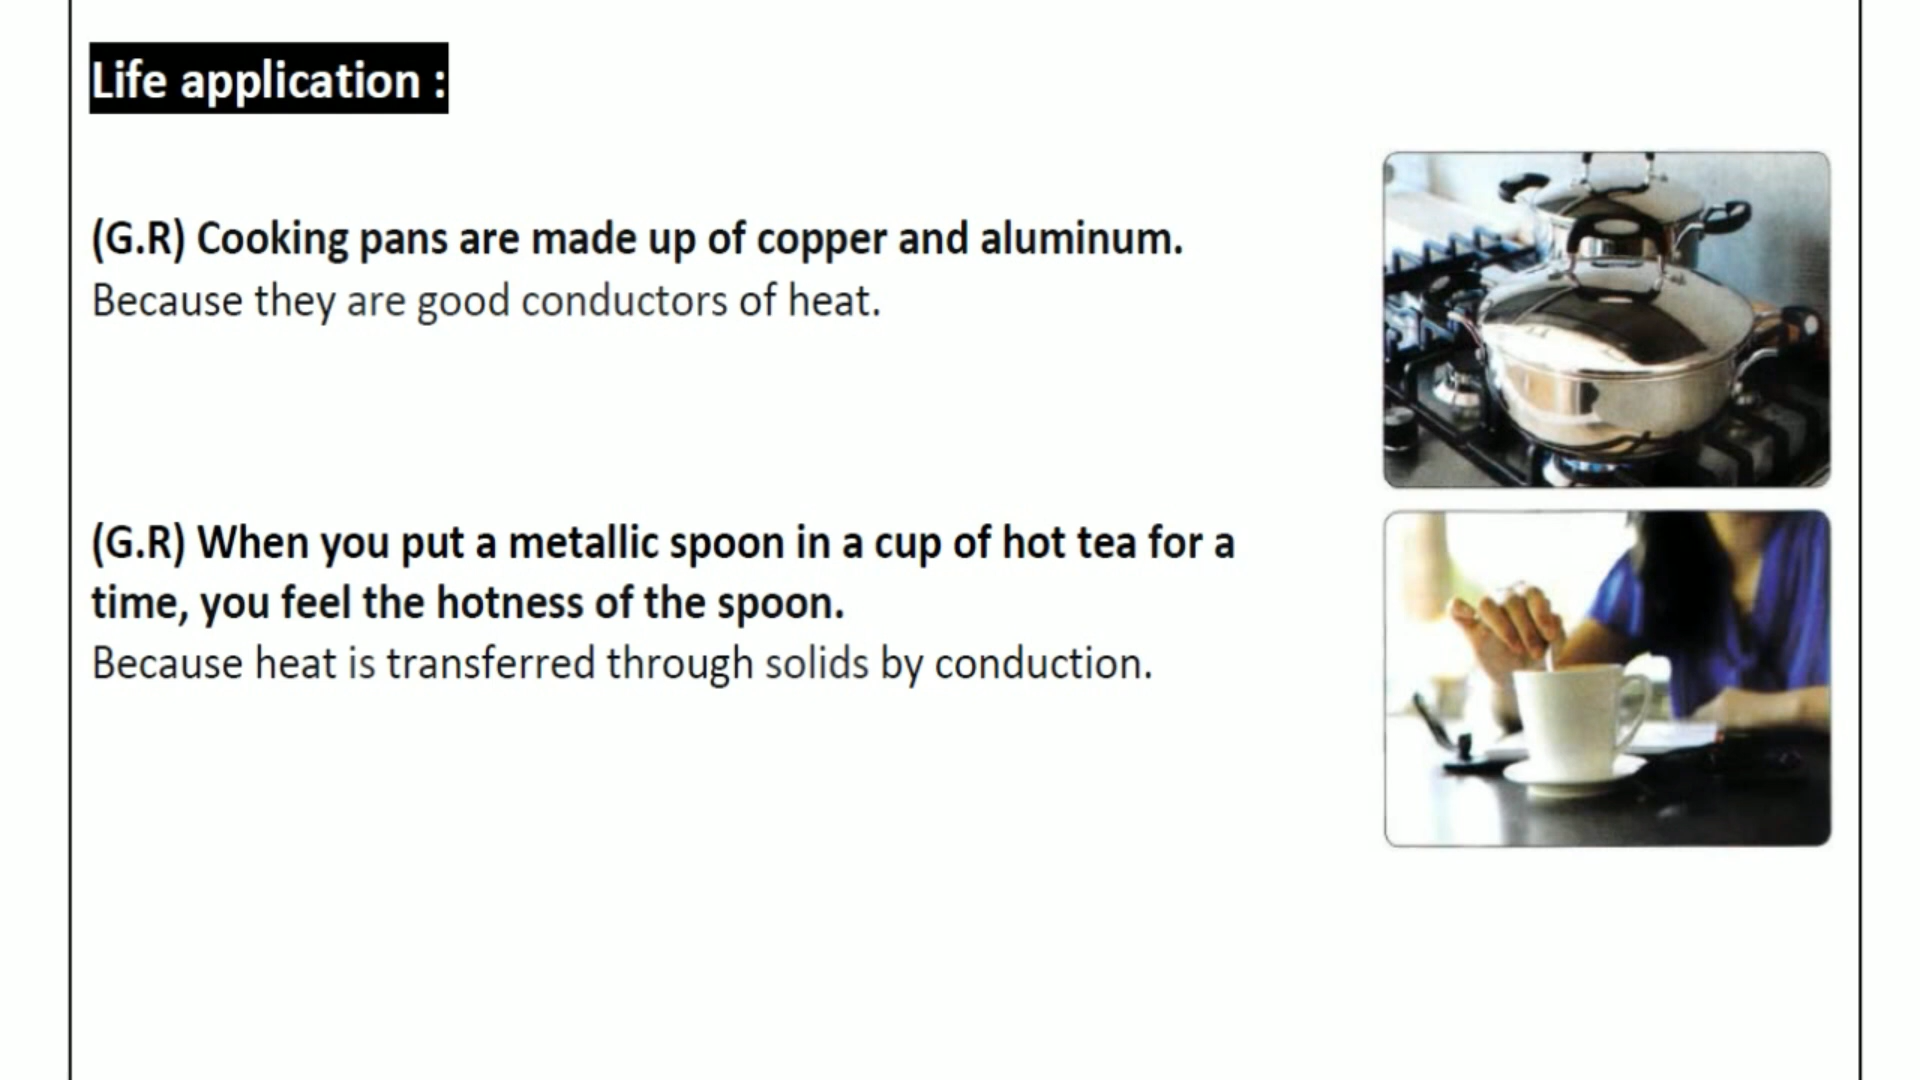 Life application :
(G.R) Cooking pans are made up of copper and aluminum.
Because they are good conductors of heat.
(G.R) When you put a metallic spoon in a cup of hot tea for a
time, you feel the hotness of the spoon.
Because heat is transferred through solids by conduction.